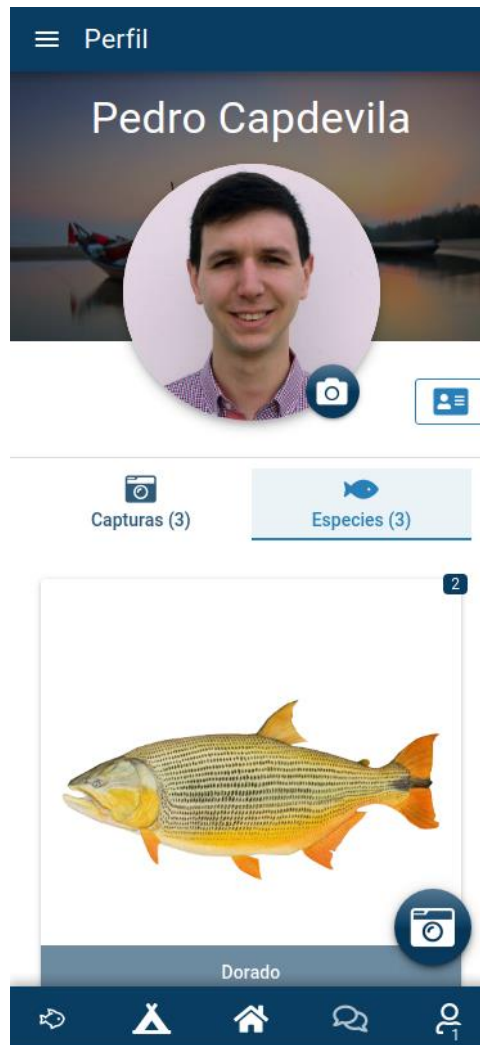 Perfil
Pedro Capdevila
Capturas (3)
Especies (3)
2
Dorado
1